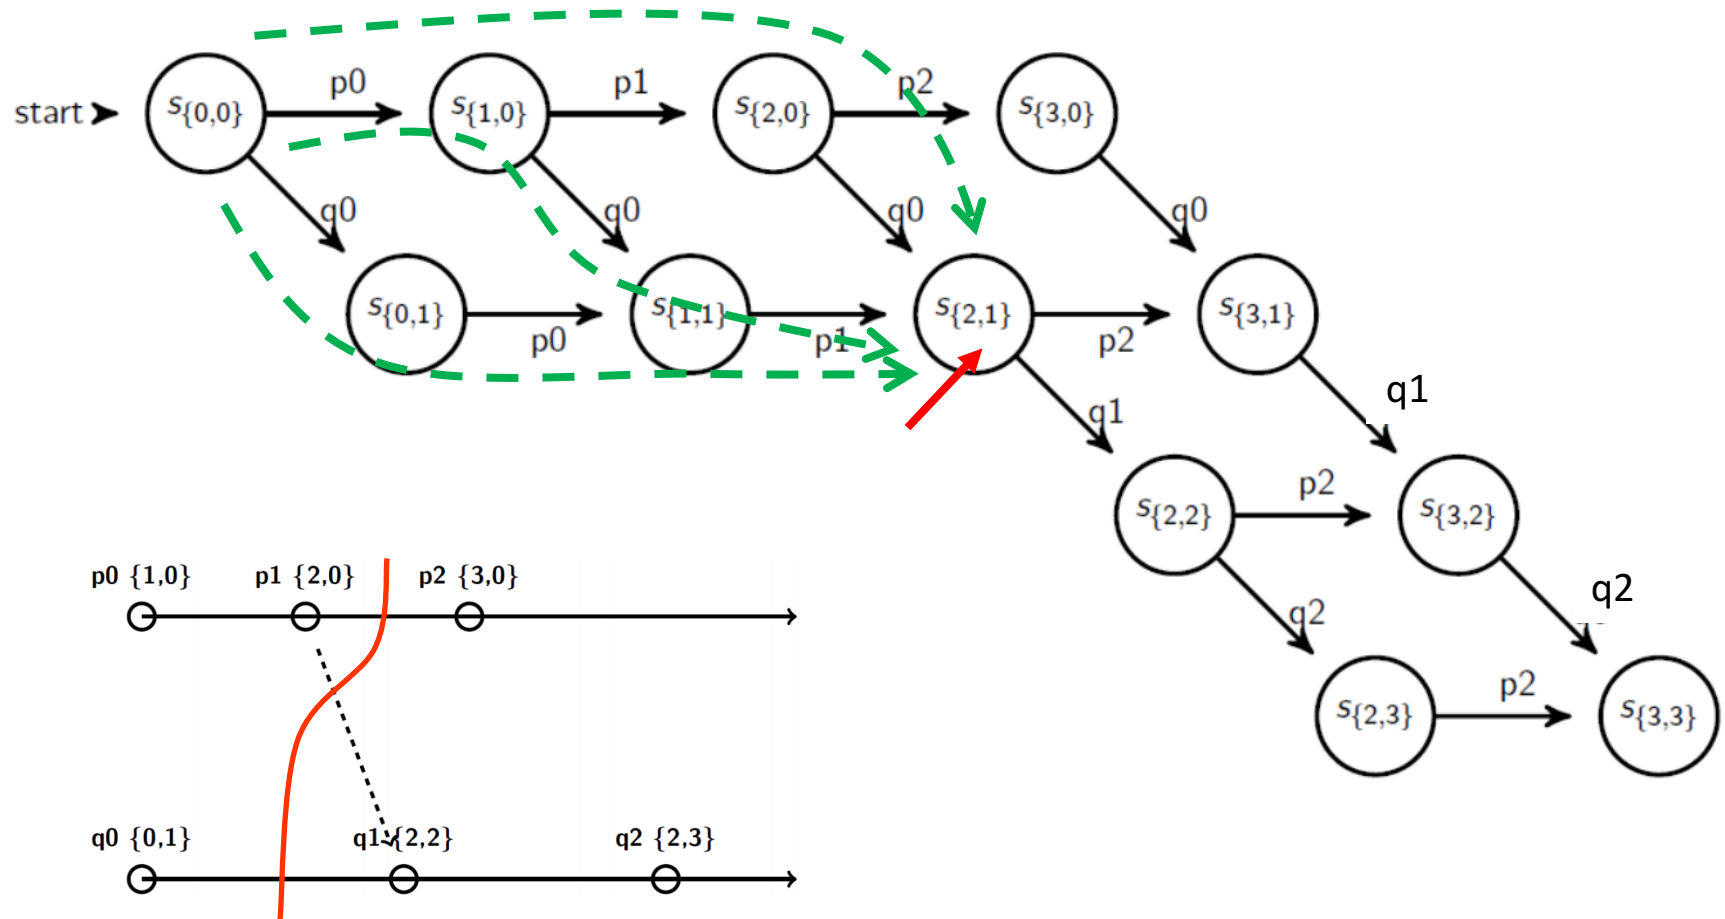 start
S{0,0}
p0
S{1,0}
p1
S{2,0}
p2
S{3,0}
q0
q0
q0
q0
S{0,1}
p0
S{1,1}
p1
S{2,1}
p2
S{3,1}
q1
q1
S{2,2}
p2
S{3,2}
q2
q2
S{2,3}
p2
S{3,3}
p0 {1,0}
p1 {2,0}
p2 {3,0}
q0 {0,1}
q1 {2,2}
q2 {2,3}